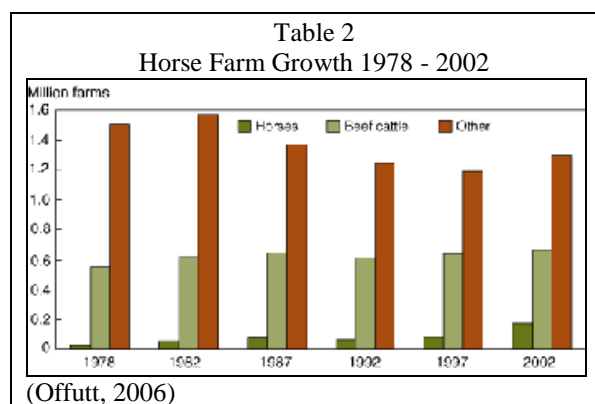 Table 2
Horse Farm Growth 1978 - 2002
Million farms
1.6
Horses Beef cattle Other
1.4
1.2
1.0
0.8
0.6
0.4
0.2
0
1978 1982 1987 1992 1997 2002
(Offutt, 2006)